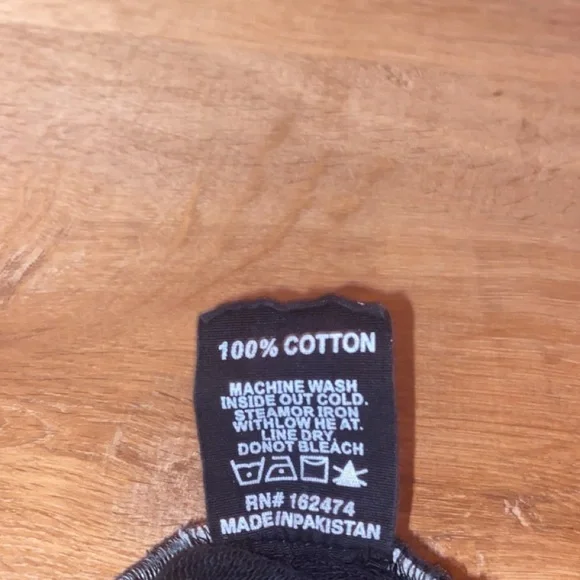 100% COTTON
MACHINE WASH
INSIDE OUT COLD.
STEAMOR IRON
WITHLOW HE AT.
LINE DRY,
DONOT BLEACH
RN# 162474
MADE INPAKISTAN